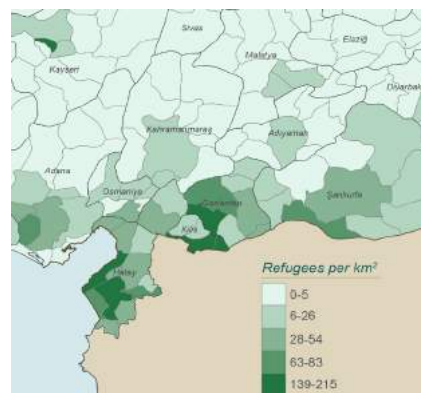 Sivas
Elazığ
Malatya
Kayseri
Diyarbak
Kahramanmaraş
Adıyaman
Adana
Osmaniye
Gaziantep
Şanlıurfa
Kilis
Hatay
Refugees per km²
0-5
6-26
28-54
63-83
139-215